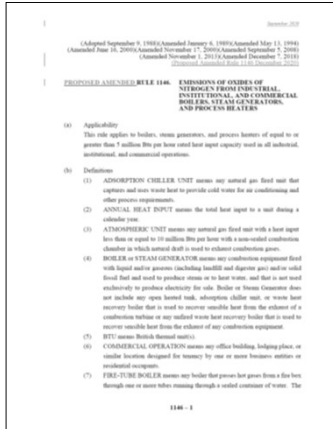 December 2020
(Adopted September 9, 1988)(Amended January 6, 1989)(Amended May 13, 1994)
(Amended June 16, 2000)(Amended November 17, 2000)(Amended September 5, 2008)
(Amended November 1, 2013)(Amended December 7, 2018)
(Proposed Amended Rule 1146 December 2020)
PROPOSED AMENDED RULE 1146. EMISSIONS OF OXIDES OF
NITROGEN FROM INDUSTRIAL,
INSTITUTIONAL, AND COMMERCIAL
BOILERS, STEAM GENERATORS,
AND PROCESS HEATERS
(a) Applicability
This rule applies to boilers, steam generators, and process heaters of equal to or
greater than 5 million Btu per hour rated heat input capacity used in all industrial,
institutional, and commercial operations.
(b) Definitions
(1) ADSORPTION CHILLER UNIT means any natural gas fired unit that
captures and uses waste heat to provide cold water for air conditioning and
other process requirements.
(2) ANNUAL HEAT INPUT means the total heat input to a unit during a
calendar year.
(3) ATMOSPHERIC UNIT means any natural gas fired unit with a heat input
less than or equal to 10 million Btu per hour with a non-sealed combustion
chamber in which natural draft is used to exhaust combustion gases.
(4) BOILER or STEAM GENERATOR means any combustion equipment fired
with liquid and/or gaseous (including landfill and digester gas) and/or solid
fossil fuel and used to produce steam or to heat water, and that is not used
exclusively to produce electricity for sale. Boiler or Steam Generator does
not include any open heated tank, adsorption chiller unit, or waste heat
recovery boiler that is used to recover sensible heat from the exhaust of a
combustion turbine or any unfired waste heat recovery boiler that is used to
recover sensible heat from the exhaust of any combustion equipment.
(5) BTU means British thermal unit(s).
(6) COMMERCIAL OPERATION means any office building, lodging place, or
similar location designed for tenancy by one or more business entities or
residential occupants.
(7) FIRE-TUBE BOILER means any boiler that passes hot gases from a fire box
through one or more tubes running through a sealed container of water. The
1146 - 1